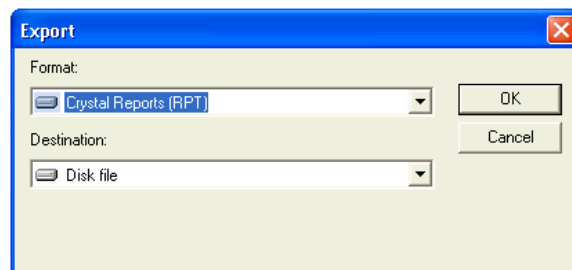 Export
Format:
Crystal Reports (RPT)
OK
Destination:
Cancel
Disk file